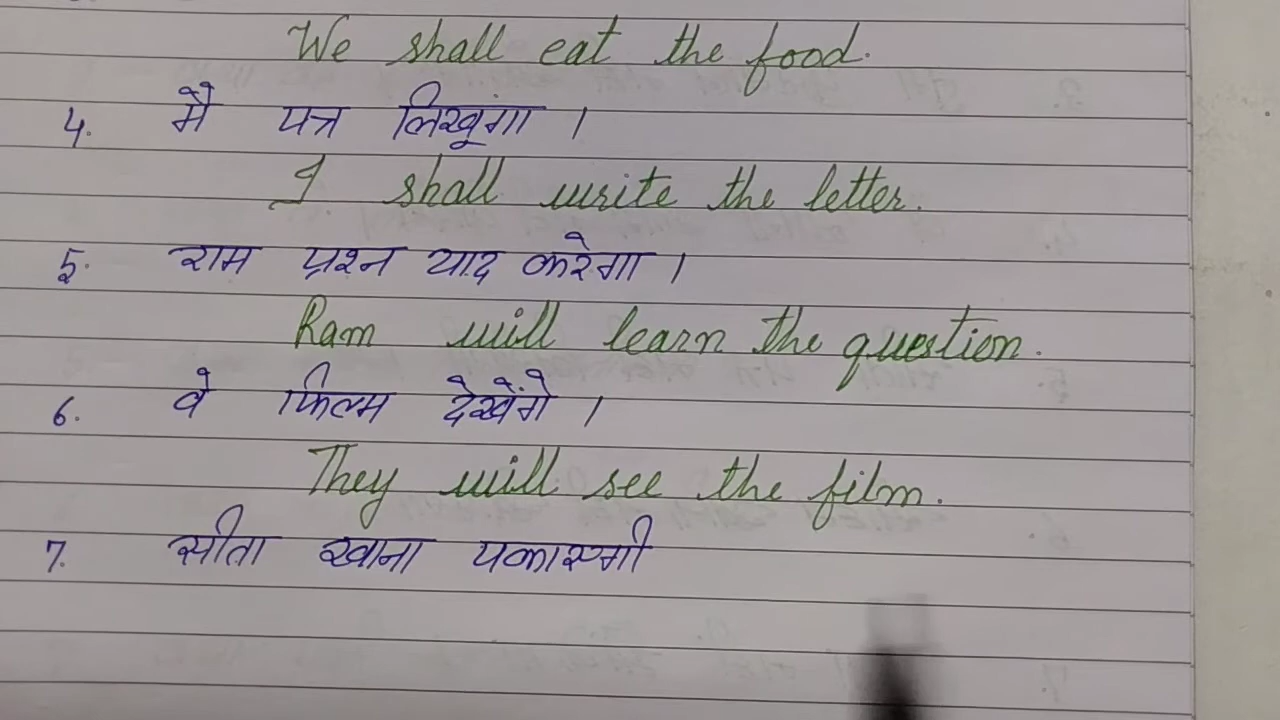 We shall eat the food.
4. मै पत्र लिखूंगा ।
I shall write the letter.
5. राम प्रश्न याद करेगा ।
Ram will learn the question.
6. वे फिल्म देखेंगे ।
They will see the film.
7. सीता खाना पकाएगी